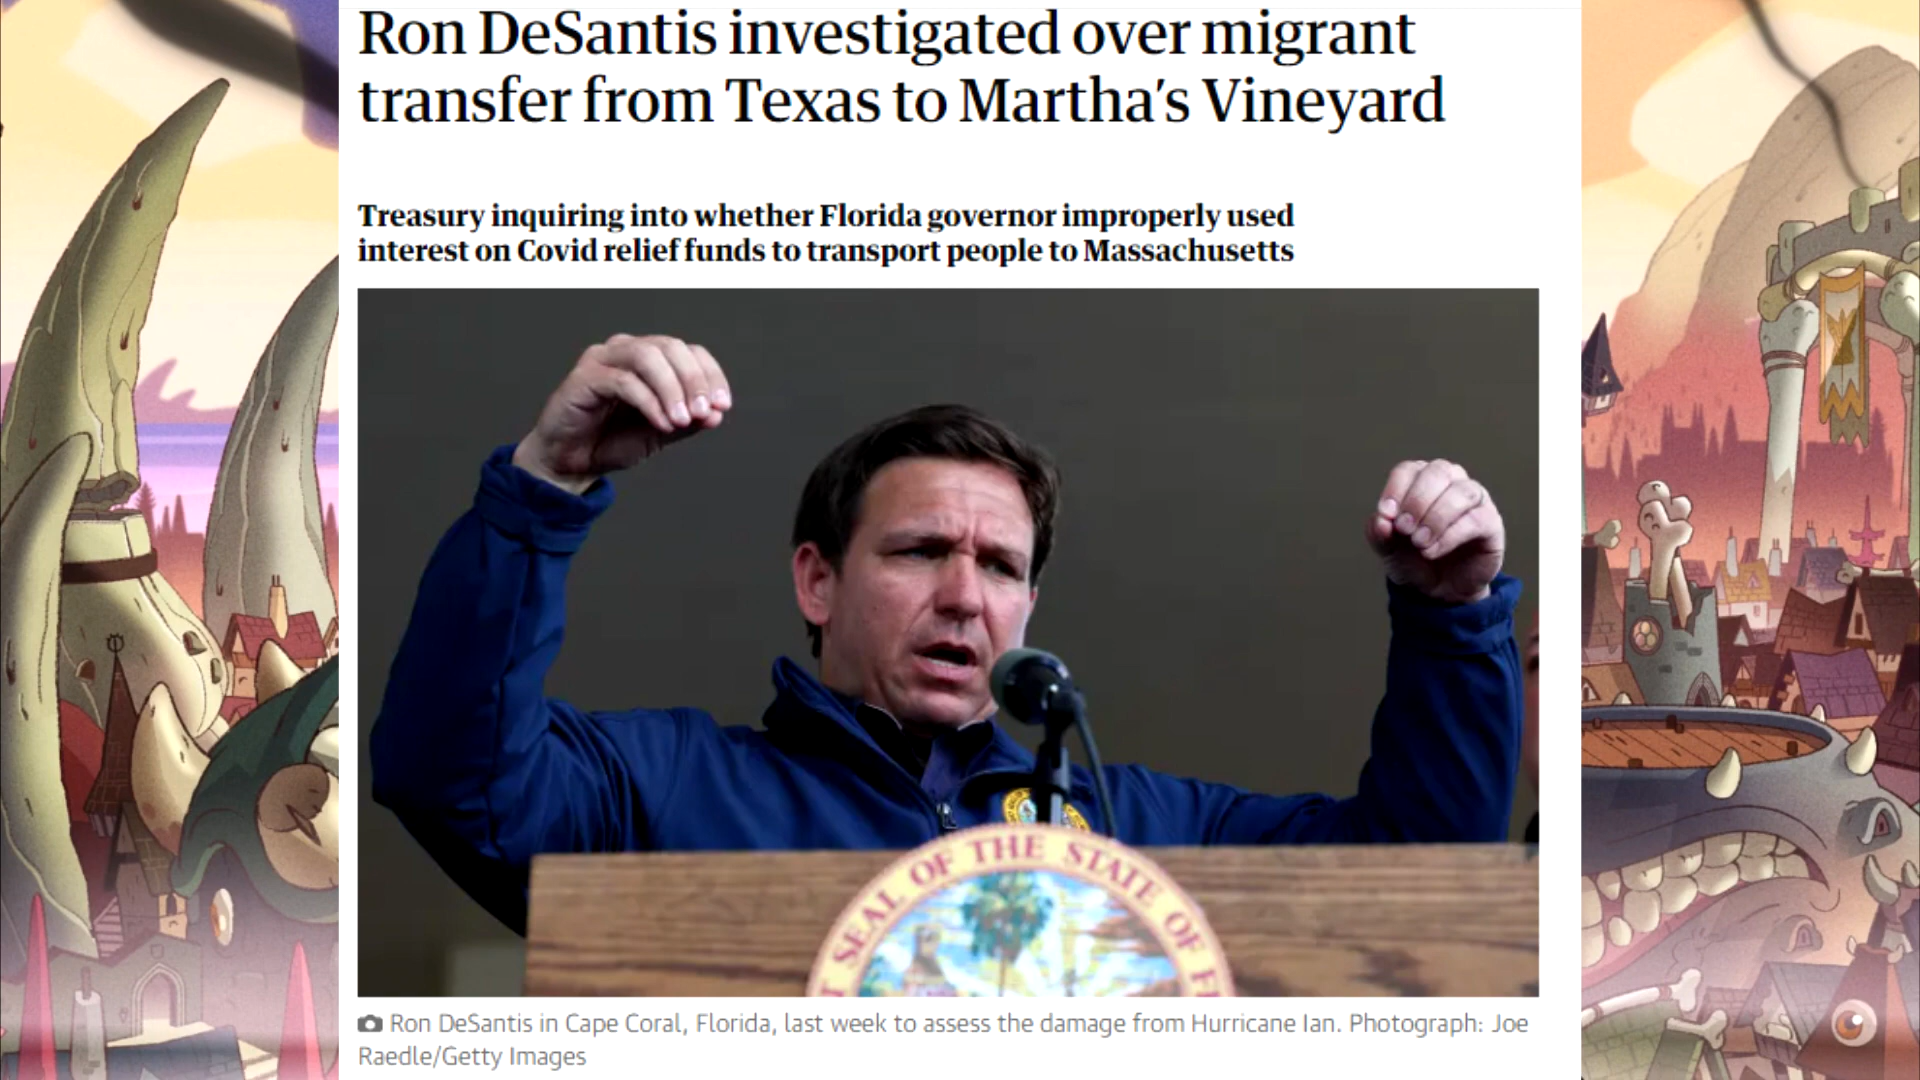 Ron DeSantis investigated over migrant
transfer from Texas to Martha’s Vineyard
Treasury inquiring into whether Florida governor improperly used
interest on Covid relief funds to transport people to Massachusetts
SEAL OF THE STATE OF
Ron DeSantis in Cape Coral, Florida, last week to assess the damage from Hurricane Ian. Photograph: Joe
Raedle/Getty Images